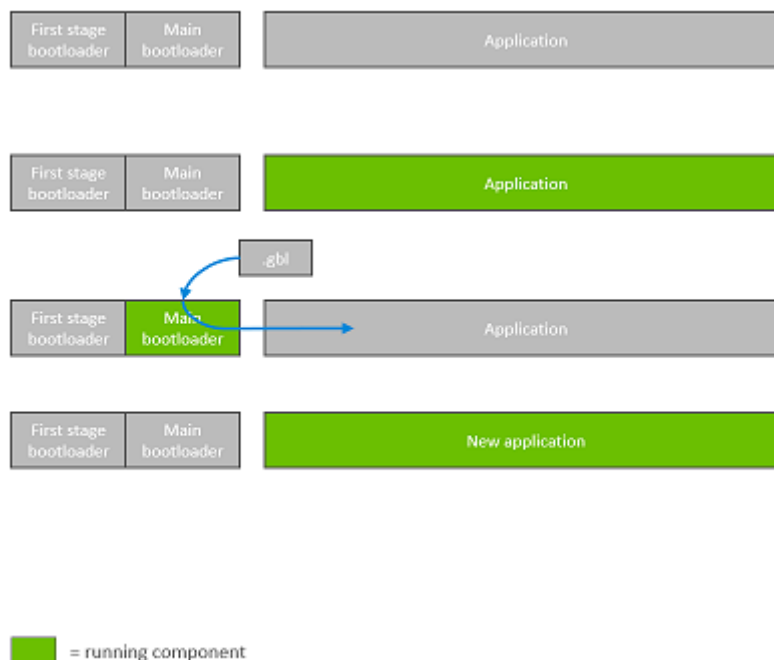 First stage
bootloader
Main
bootloader
Application
First stage
bootloader
Main
bootloader
Application
.gbl
First stage
bootloader
Main
bootloader
Application
First stage
bootloader
Main
bootloader
New application
= running component